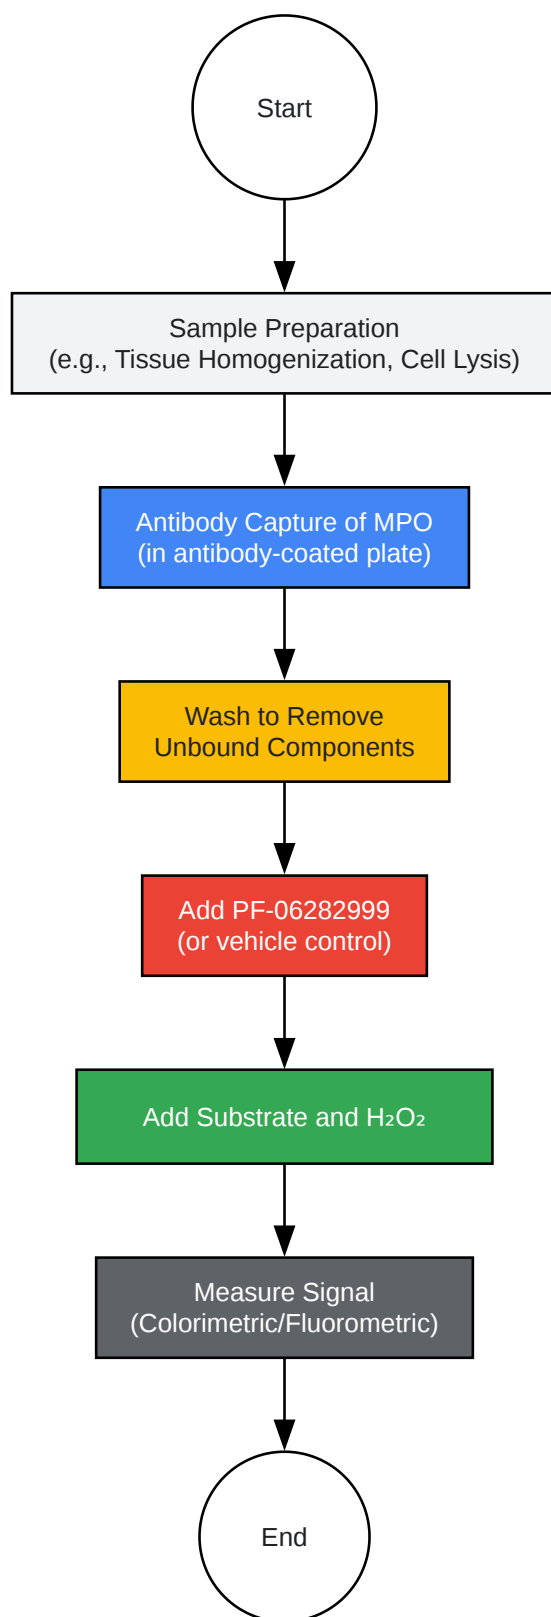 Start
Sample Preparation
(e.g., Tissue Homogenization, Cell Lysis)
Antibody Capture of MPO
(in antibody-coated plate)
Wash to Remove
Unbound Components
Add PF-06282999
(or vehicle control)
Add Substrate and H₂O₂
Measure Signal
(Colorimetric/Fluorometric)
End